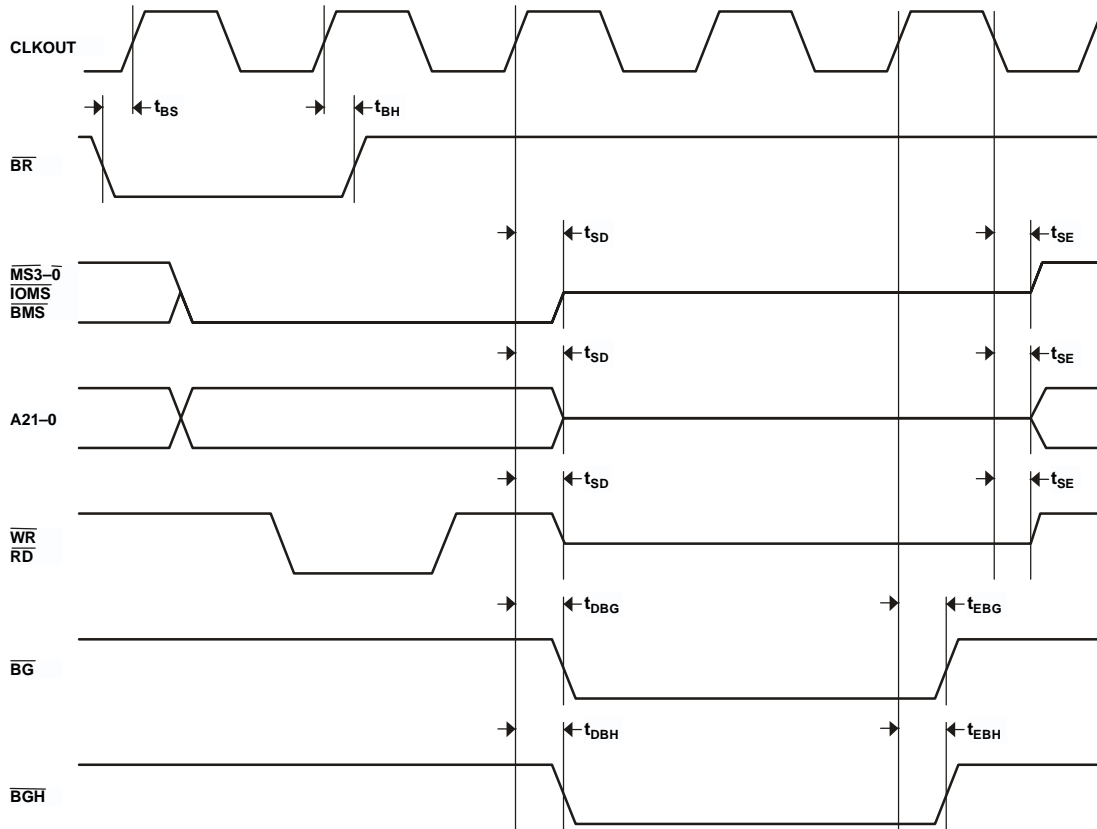 CLKOUT
tBS
tBH
BR
tSD
tSE
MS3–0
IOMS
BMS
tSD
tSE
A21–0
tSD
tSE
WR
RD
tDBG
tEBG
BG
tDBH
tEBH
BGH